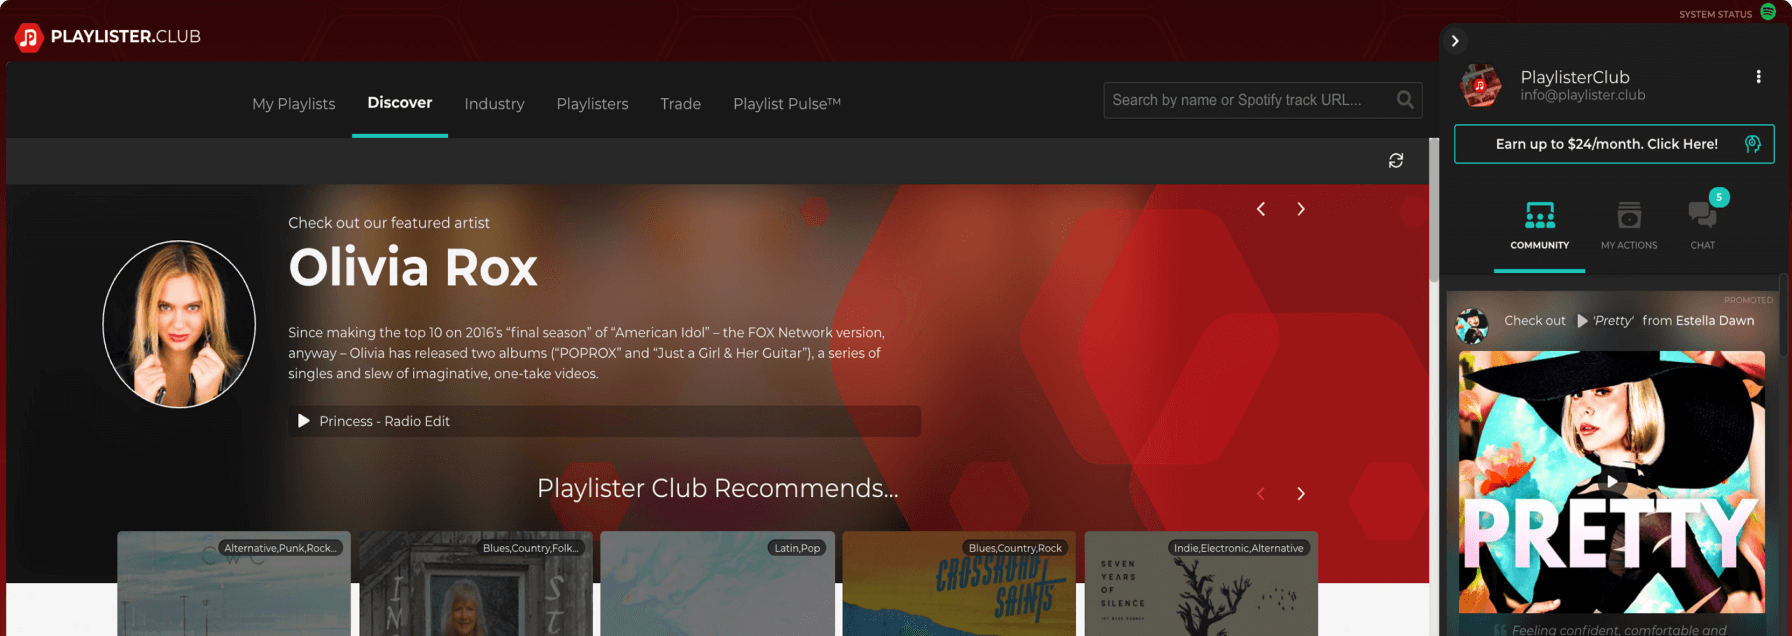 SYSTEM STATUS
PLAYLISTER.CLUB
My Playlists
Discover
Industry
Playlisters
Trade
Playlist Pulse™
Search by name or Spotify track URL...
PlaylisterClub
info@playlister.club
Earn up to $24/month. Click Here!
5
COMMUNITY
MY ACTIONS
CHAT
Check out our featured artist
Olivia Rox
Since making the top 10 on 2016's “final season” of “American Idol” – the FOX Network version,
anyway – Olivia has released two albums (“POPROX” and “Just a Girl & Her Guitar”), a series of
singles and slew of imaginative, one-take videos.
Princess - Radio Edit
Playlister Club Recommends...
Alternative,Punk,Rock...
CWC
Blues,Country,Folk...
Latin,Pop
Blues,Country,Rock
CROSSROAD
SAINTS
Indie,Electronic,Alternative
SEVEN
YEARS
OF
SILENCE
PROMOTED
Check out 'Pretty' from Estella Dawn
PRETTY
Feeling confident, comfortable and